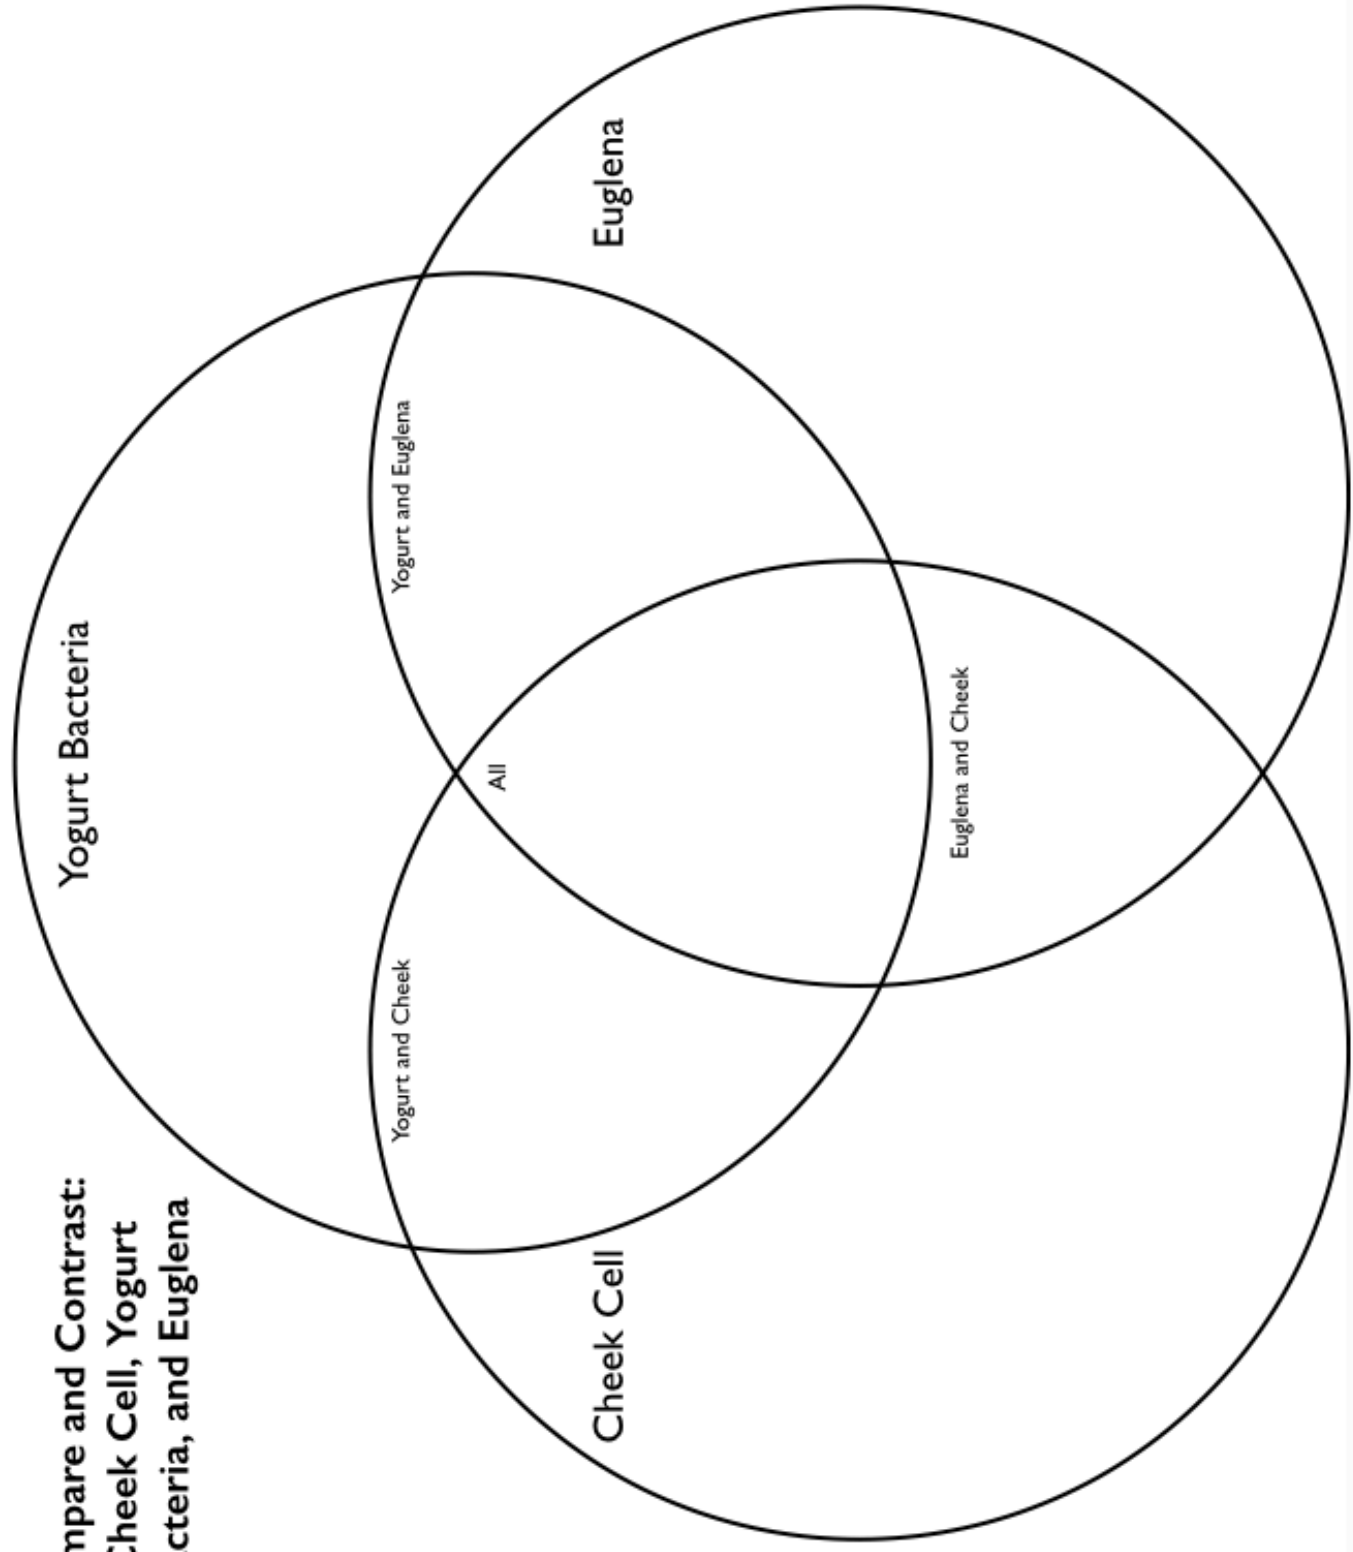 mpare and Contrast:
Cheek Cell, Yogurt
cteria, and Euglena
Yogurt Bacteria
Yogurt and Cheek
Yogurt and Euglena
All
Cheek Cell
Euglena
Euglena and Cheek